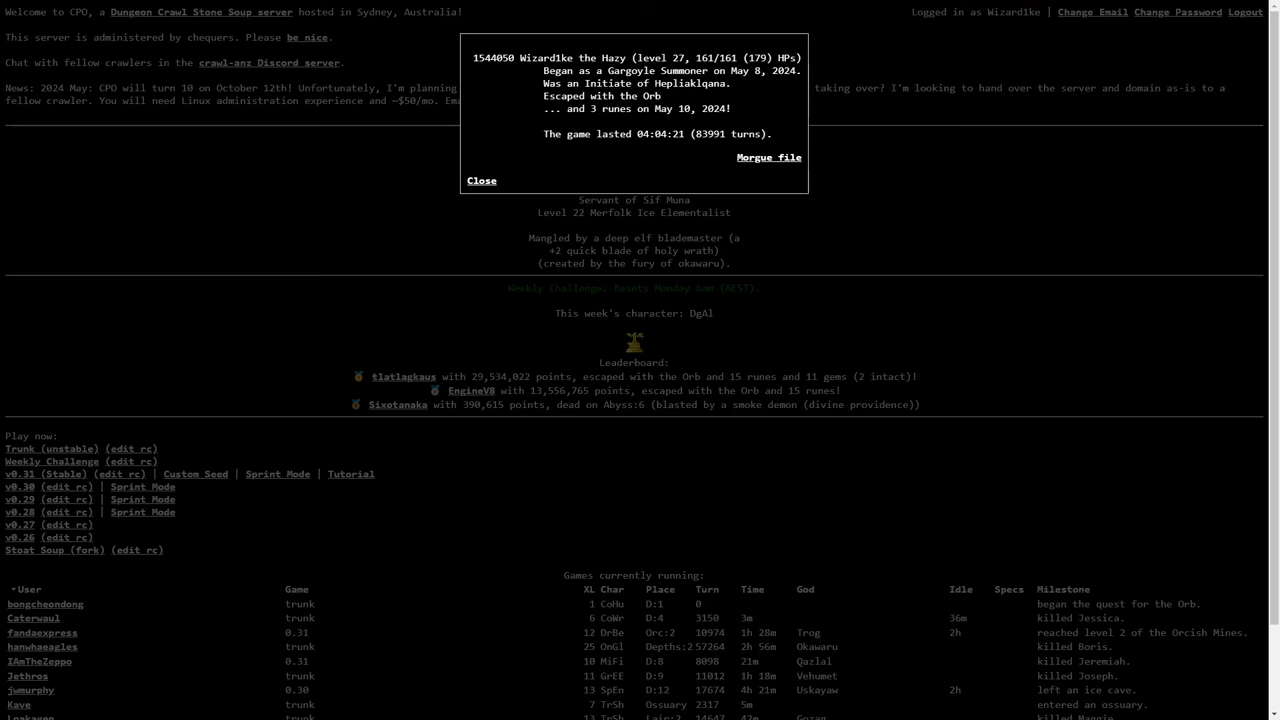 Welcome to CPO, a Dungeon Crawl Stone Soup server hosted in Sydney, Australia!
Logged in as Wizard1ke | Change Email Change Password Logout
This server is administered by chequers. Please be nice.
Chat with fellow crawlers in the crawl-anz Discord server.
News: 2024 May: CPO will turn 10 on October 12th! Unfortunately, I'm planning taking over? I'm looking to hand over the server and domain as-is to a
fellow crawler. You will need Linux administration experience and ~$50/mo.
1544050 Wizard1ke the Hazy (level 27, 161/161 (179) HPs)
Began as a Gargoyle Summoner on May 8, 2024.
Was an Initiate of Hepliaklqana.
Escaped with the Orb
... and 3 runes on May 10, 2024!
The game lasted 04:04:21 (83991 turns).
Morgue file
Close
Servant of Sif Muna
Level 22 Merfolk Ice Elementalist
Mangled by a deep elf blademaster (a
+2 quick blade of holy wrath)
(created by the fury of okawaru).
Weekly Challenge. Resets Monday 6am (AEST).
This week's character: DgAl
Leaderboard:
tlatlagkaus with 29,534,022 points, escaped with the Orb and 15 runes and 11 gems (2 intact)!
EngineV8 with 13,556,765 points, escaped with the Orb and 15 runes!
Sixotanaka with 390,615 points, dead on Abyss:6 (blasted by a smoke demon (divine providence))
Play now:
Trunk (unstable) (edit rc)
Weekly Challenge (edit rc)
v0.31 (Stable) (edit rc) | Custom Seed | Sprint Mode | Tutorial
v0.30 (edit rc) | Sprint Mode
v0.29 (edit rc) | Sprint Mode
v0.28 (edit rc) | Sprint Mode
v0.27 (edit rc)
v0.26 (edit rc)
Stoat Soup (fork) (edit rc)
Games currently running:
User Game XL Char Place Turn Time God Idle Specs Milestone
bongcheondong trunk 1 CoHu D:1 0 began the quest for the Orb.
Caterwaul trunk 6 CoWr D:4 3150 3m 36m killed Jessica.
fandaexpress 0.31 12 DrBe Orc:2 10974 1h 28m Trog 2h reached level 2 of the Orcish Mines.
hanwhaeagles trunk 25 OnGl Depths:2 57264 2h 56m Okawaru killed Boris.
IAmTheZeppo 0.31 10 MiFi D:8 8098 21m Qazlal killed Jeremiah.
Jethros trunk 11 GrEE D:9 11012 1h 18m Vehumet killed Joseph.
jwmurphy 0.30 13 SpEn D:12 17674 4h 21m Uskayaw 2h left an ice cave.
Kave trunk 7 TrSh Ossuary 2317 5m entered an ossuary.
Loakagen trunk 13 TrSh Lair:2 14647 42m Gozag killed Maggie.